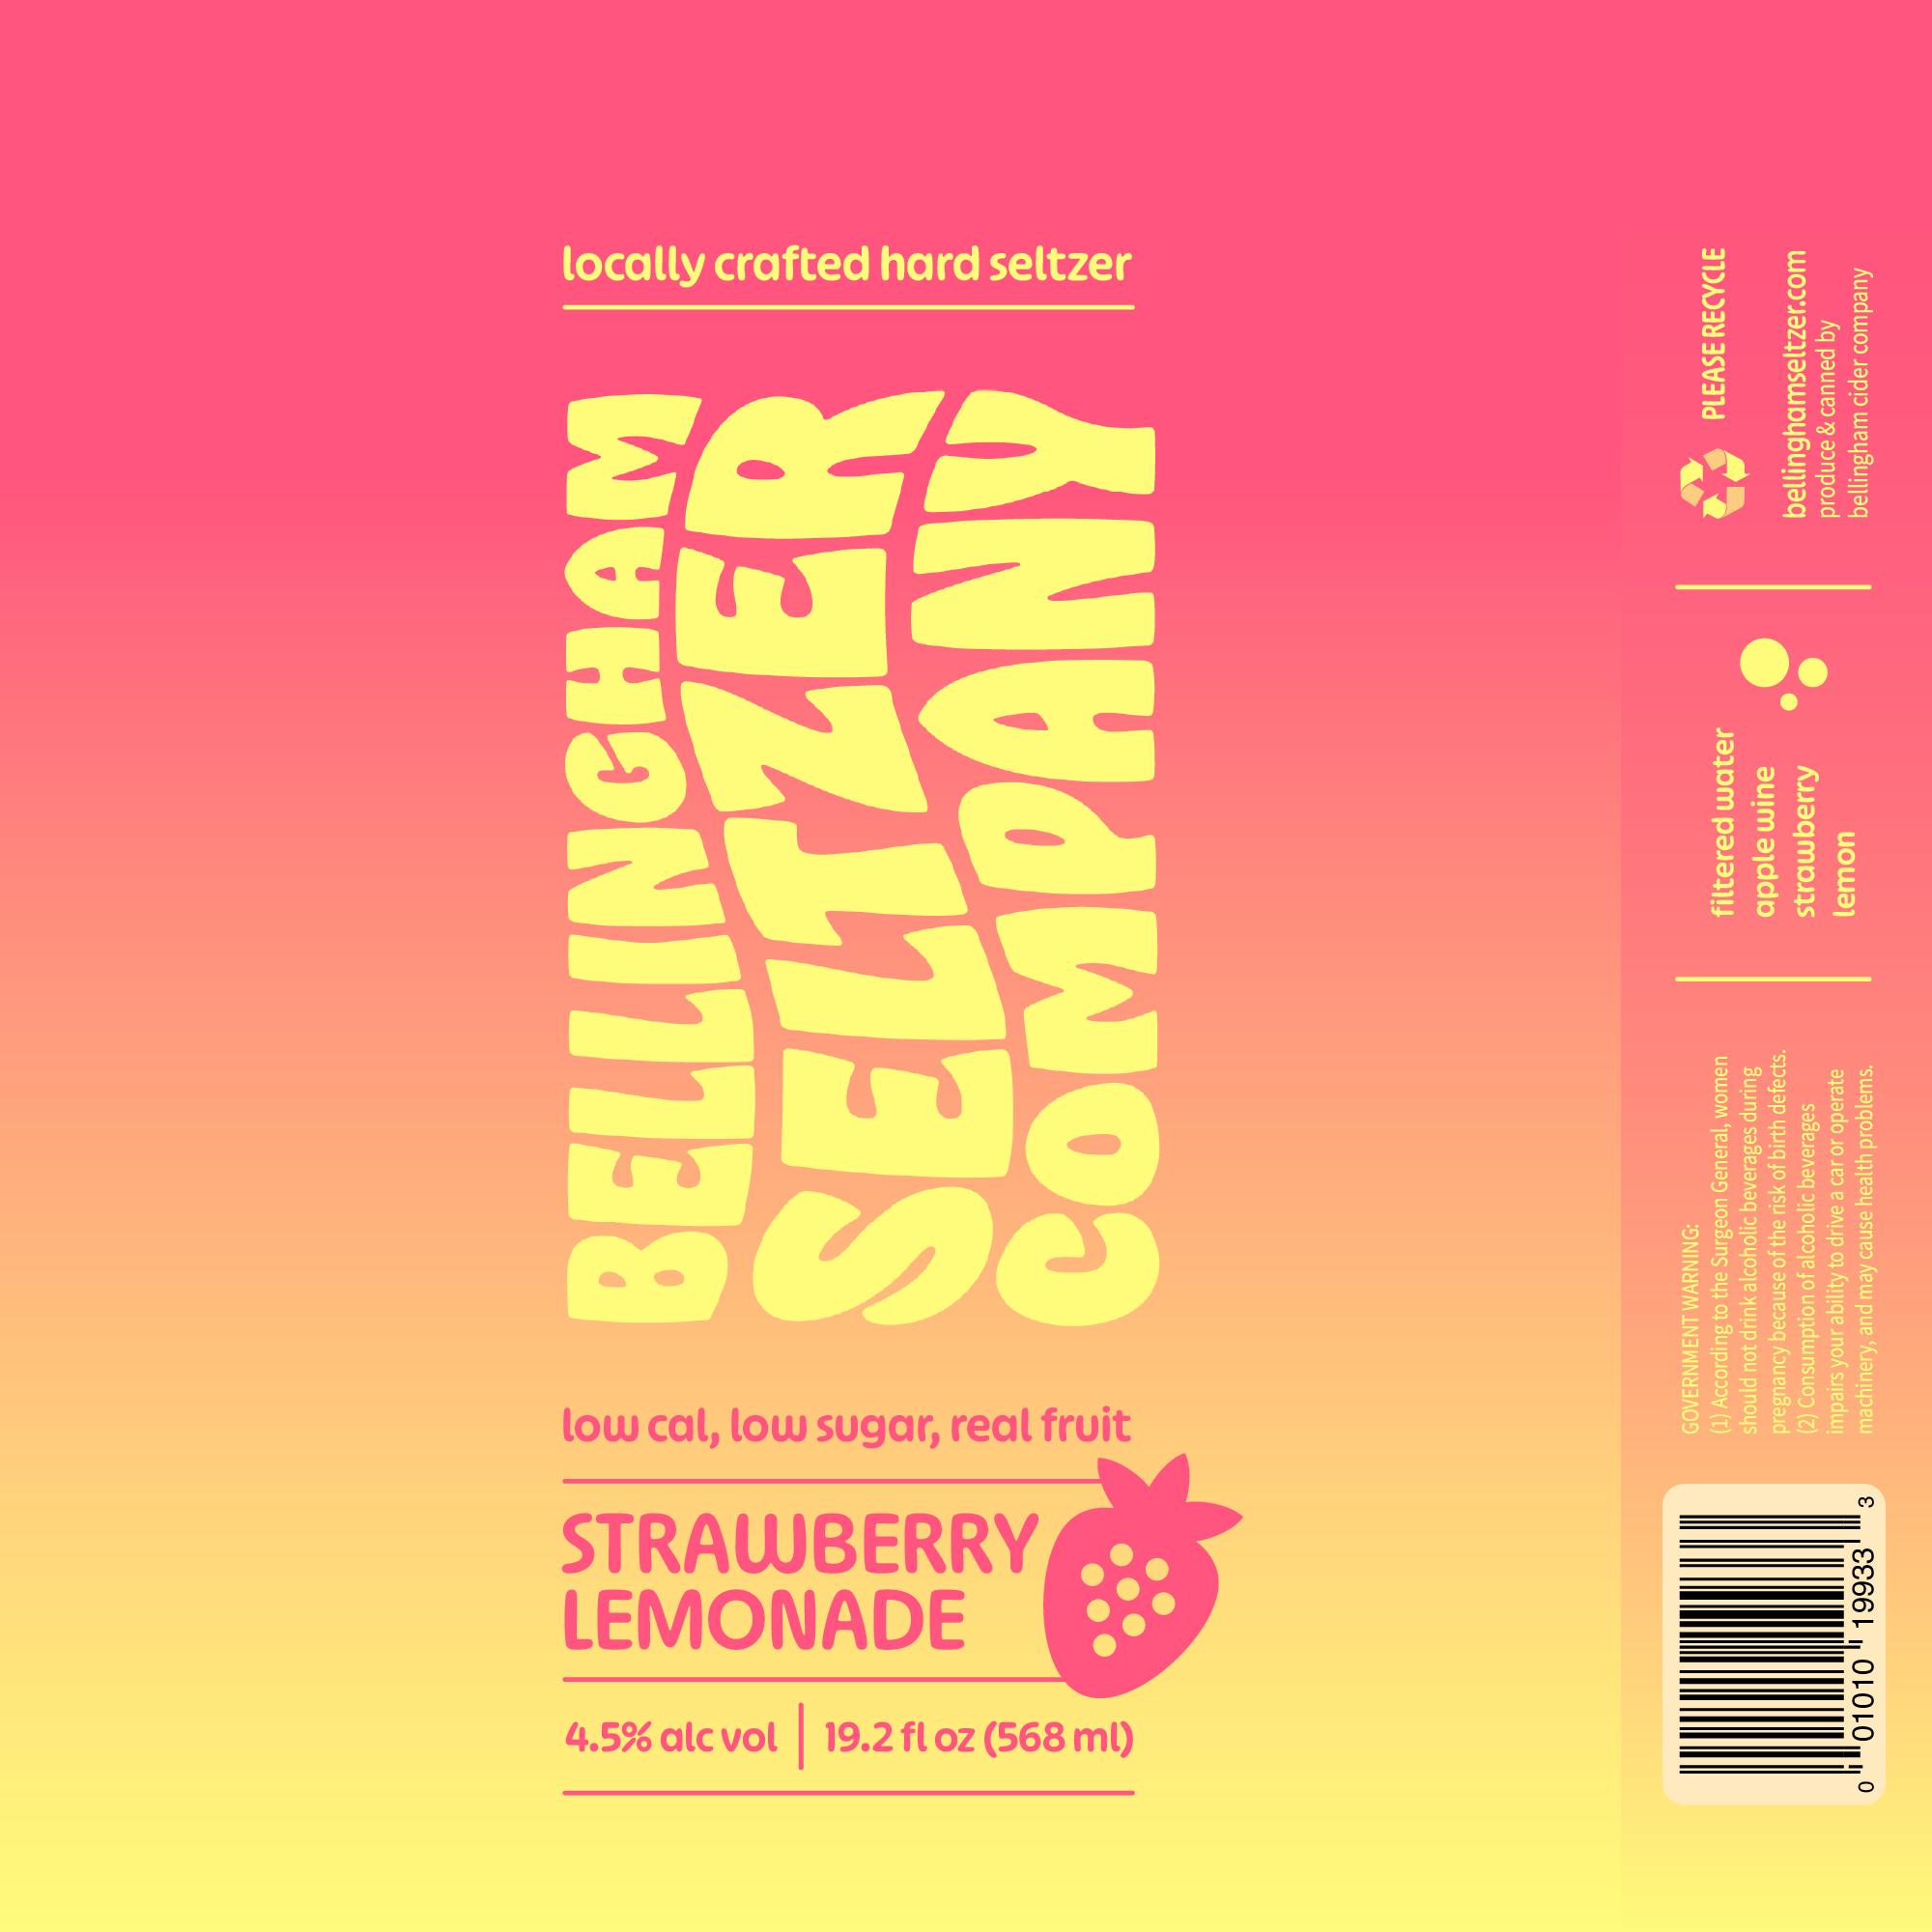 locally crafted hard seltzer
BELLINGHAM
SELTZER
COMPANY
low cal, low sugar, real fruit
STRAWBERRY
LEMONADE
4.5% alc vol
19.2 fl oz (568 ml)
PLEASE RECYCLE
bellinghamseltzer.com
produce & canned by
bellingham cider company
filtered water
apple wine
strawberry
lemon
GOVERNMENT WARNING:
(1) According to the Surgeon General, women
should not drink alcoholic beverages during
pregnancy because of the risk of birth defects.
(2) Consumption of alcoholic beverages
impairs your ability to drive a car or operate
machinery, and may cause health problems.
0 01010 19933 3